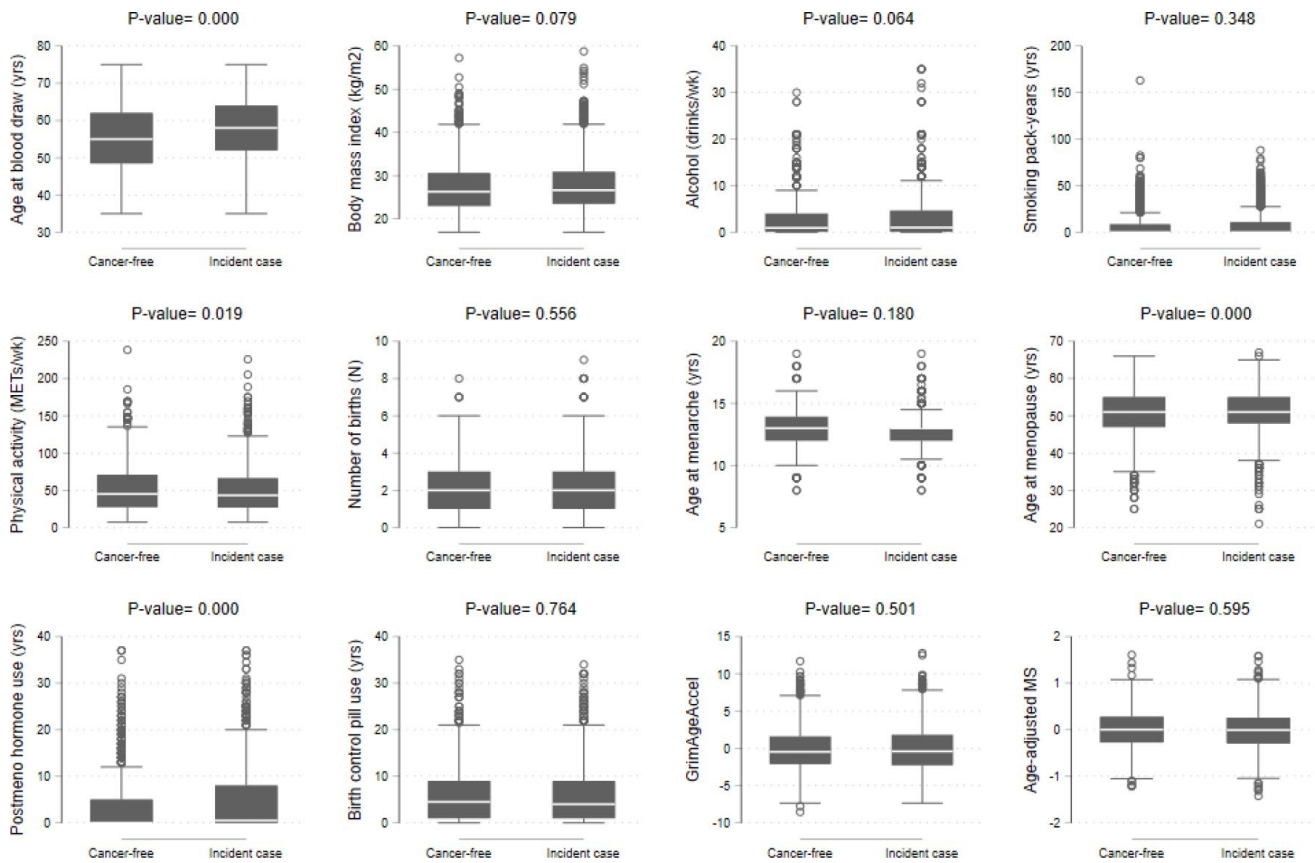 P-value= 0.000
Age at blood draw (yrs)
80
70
60
50
40
30
Cancer-free Incident case
P-value= 0.079
Body mass index (kg/m2)
60
50
40
30
20
Cancer-free Incident case
P-value= 0.064
Alcohol (drinks/wk)
40
30
20
10
0
Cancer-free Incident case
P-value= 0.348
Smoking pack-years (yrs)
200
150
100
50
0
Cancer-free Incident case
P-value= 0.019
Physical activity (METs/wk)
250
200
150
100
50
0
Cancer-free Incident case
P-value= 0.556
Number of births (N)
10
8
6
4
2
0
Cancer-free Incident case
P-value= 0.180
Age at menarche (yrs)
20
15
10
5
Cancer-free Incident case
P-value= 0.000
Age at menopause (yrs)
70
60
50
40
30
20
Cancer-free Incident case
P-value= 0.000
Postmeno hormone use (yrs)
40
30
20
10
0
Cancer-free Incident case
P-value= 0.764
Birth control pill use (yrs)
40
30
20
10
0
Cancer-free Incident case
P-value= 0.501
GrimAgeAccel
15
10
5
0
-5
-10
Cancer-free Incident case
P-value= 0.595
Age-adjusted MS
2
1
0
-1
-2
Cancer-free Incident case